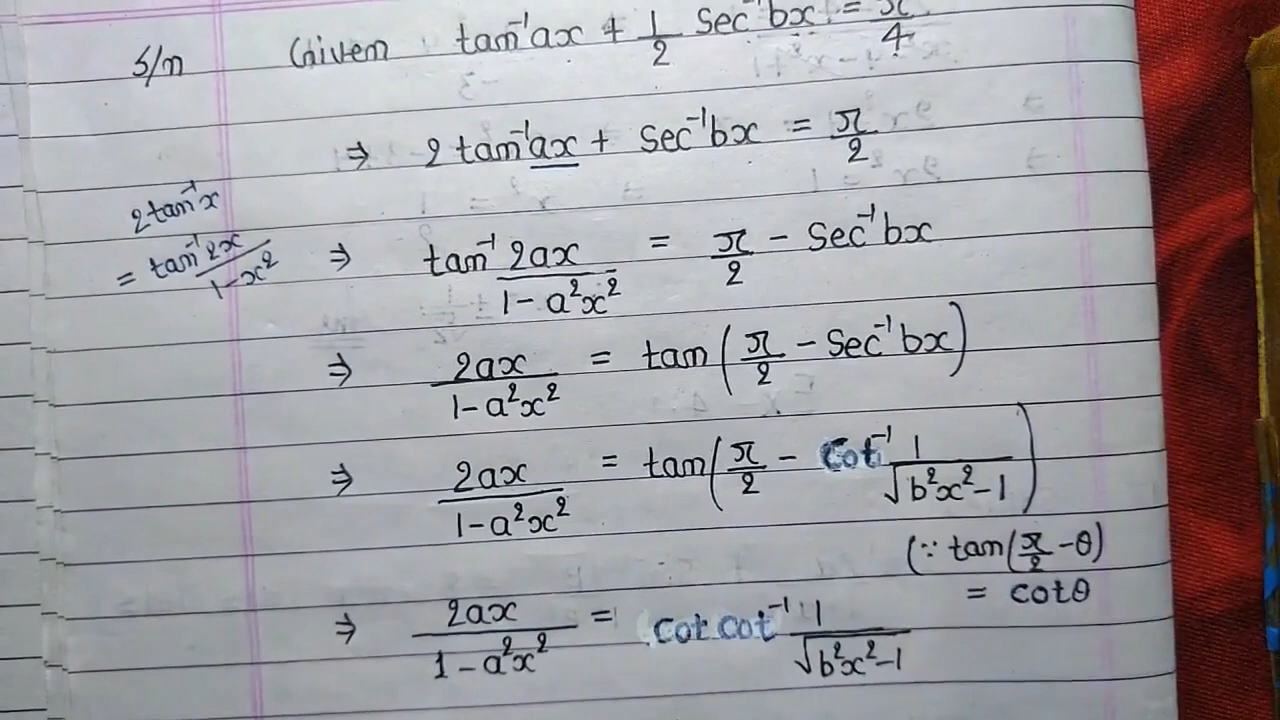 S/n Given tan⁻¹ax + 1/2 sec⁻¹bx = π/4
⇒ 2tan⁻¹ax + sec⁻¹bx = π/2
2tan⁻¹x
= tan⁻¹ 2x/1-x²
⇒ tan⁻¹ 2ax/1-a²x² = π/2 - sec⁻¹bx
⇒ 2ax/1-a²x² = tan(π/2 - sec⁻¹bx)
⇒ 2ax/1-a²x² = tan(π/2 - cot⁻¹ 1/√b²x²-1)
(∵ tan(π/2 - θ)
= cotθ
⇒ 2ax/1-a²x² = cot cot⁻¹ 1/√b²x²-1